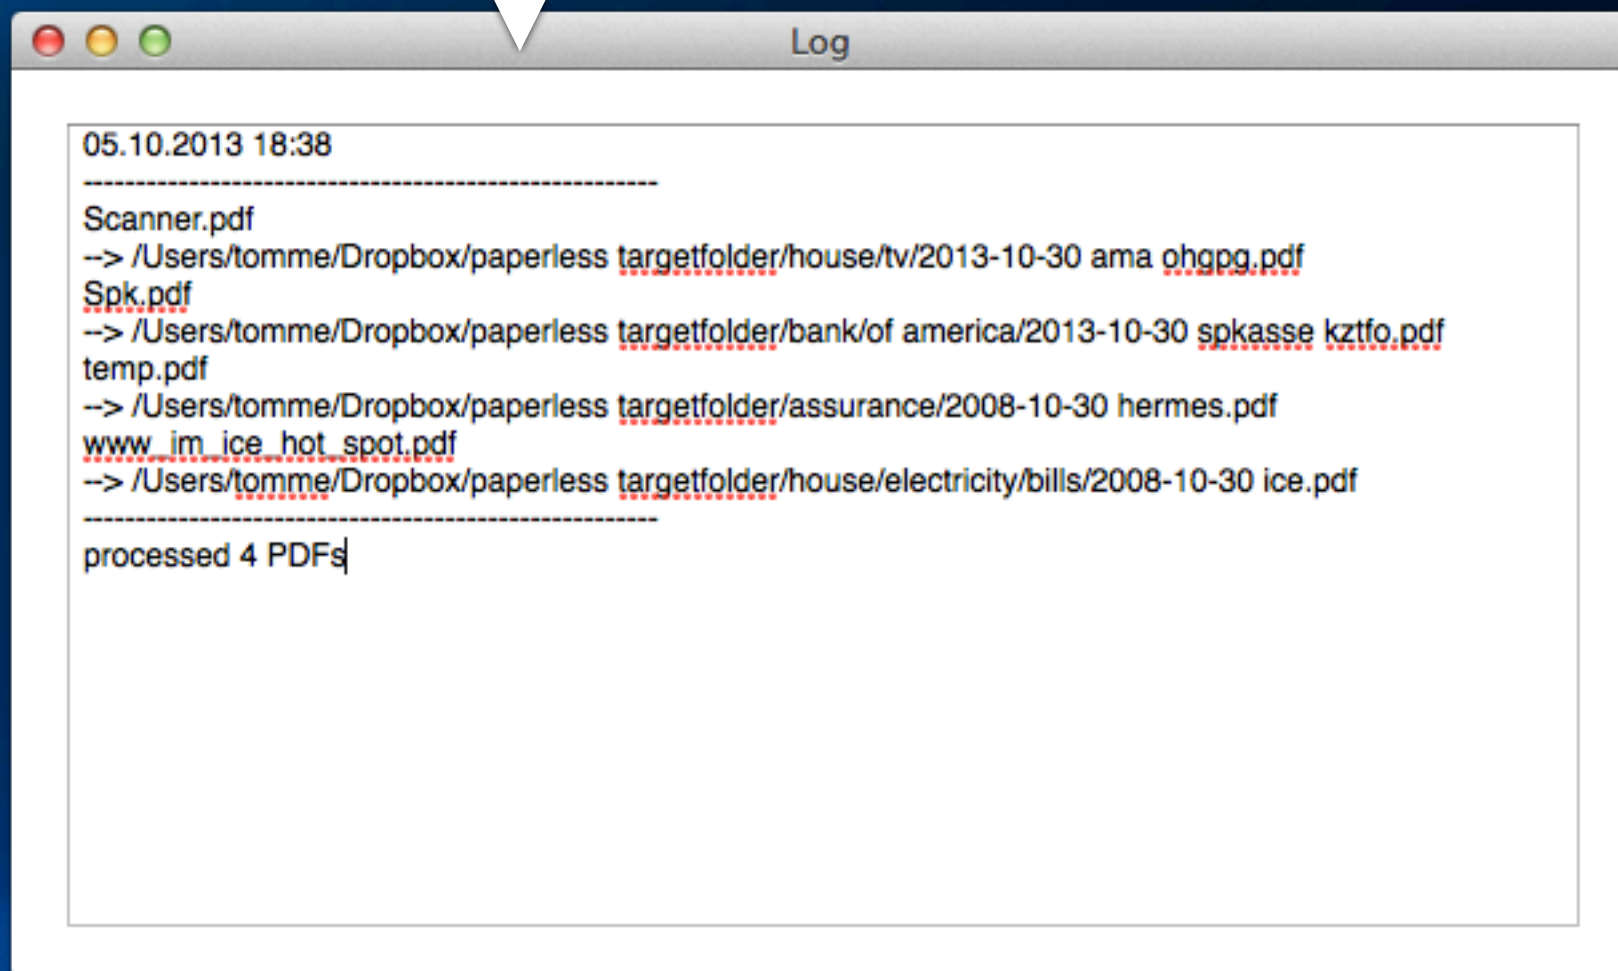 Log
05.10.2013 18:38
-------------------------------------------------------
Scanner.pdf
--> /Users/tomme/Dropbox/paperless targetfolder/house/tv/2013-10-30 ama ohgpg.pdf
Spk.pdf
--> /Users/tomme/Dropbox/paperless targetfolder/bank/of america/2013-10-30 spkasse kztfo.pdf
temp.pdf
--> /Users/tomme/Dropbox/paperless targetfolder/assurance/2008-10-30 hermes.pdf
www_im_ice_hot_spot.pdf
--> /Users/tomme/Dropbox/paperless targetfolder/house/electricity/bills/2008-10-30 ice.pdf
-------------------------------------------------------
processed 4 PDFs